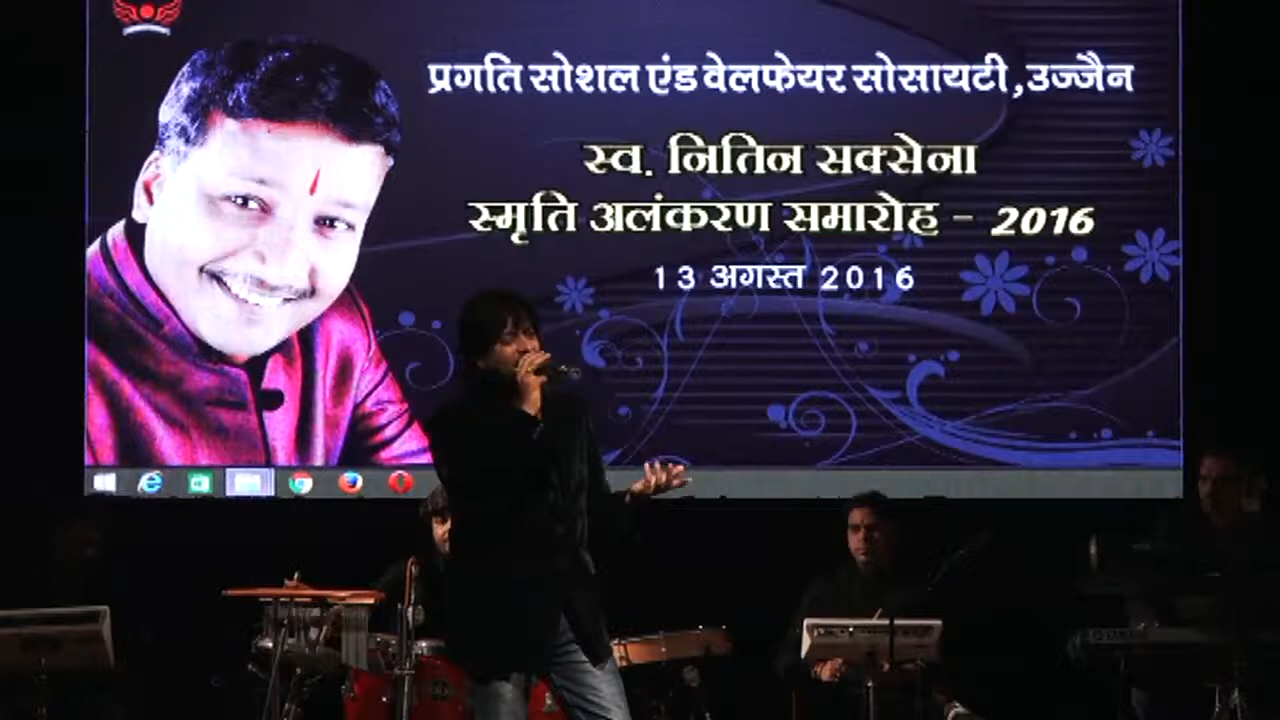 प्रगति सोशल एंड वेलफेयर सोसायटी,उज्जैन
स्व. नितिन सक्सेना
स्मृति अलंकरण समारोह - 2016
13 अगस्त 2016